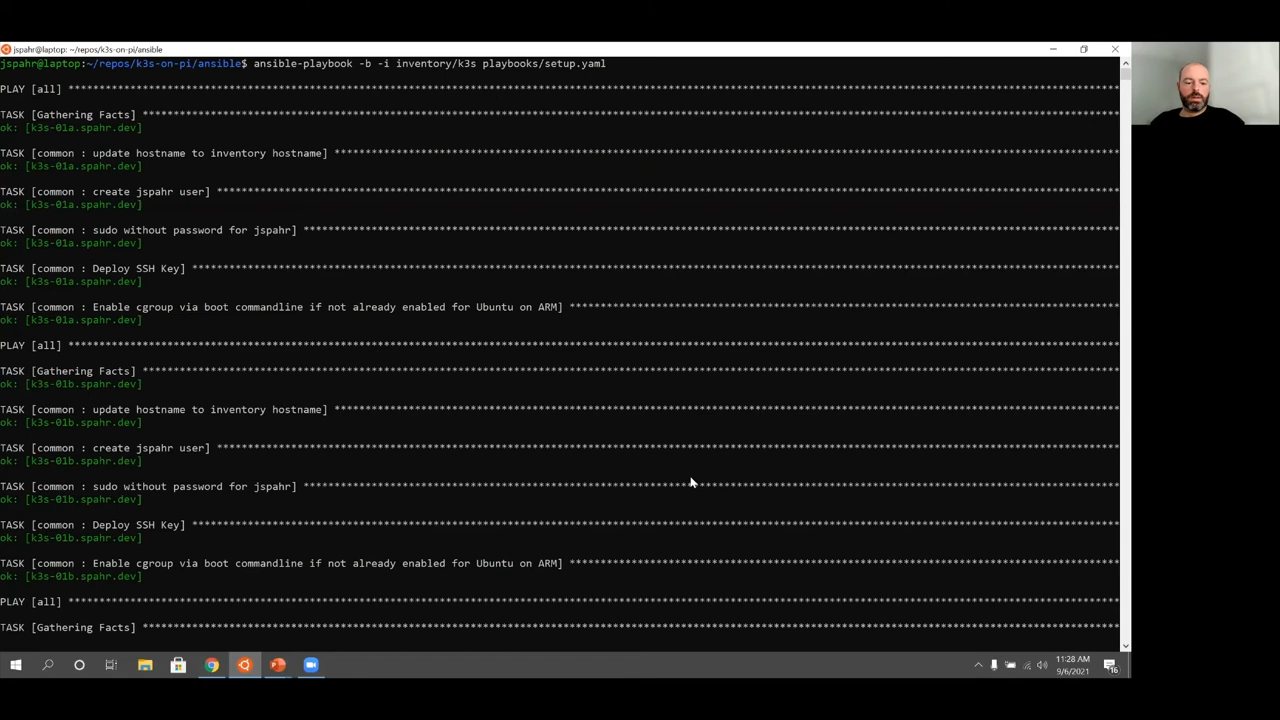 jspahr@laptop: ~/repos/k3s-on-pi/ansible
jspahr@laptop:~/repos/k3s-on-pi/ansible$ ansible-playbook -b -i inventory/k3s playbooks/setup.yaml
PLAY [all] ****************************************************************************************************
TASK [Gathering Facts] ****************************************************************************************************
ok: [k3s-01a.spahr.dev]
TASK [common : update hostname to inventory hostname] ****************************************************************************************************
ok: [k3s-01a.spahr.dev]
TASK [common : create jspahr user] ****************************************************************************************************
ok: [k3s-01a.spahr.dev]
TASK [common : sudo without password for jspahr] ****************************************************************************************************
ok: [k3s-01a.spahr.dev]
TASK [common : Deploy SSH Key] ****************************************************************************************************
ok: [k3s-01a.spahr.dev]
TASK [common : Enable cgroup via boot commandline if not already enabled for Ubuntu on ARM] ****************************************************************************************************
ok: [k3s-01a.spahr.dev]
PLAY [all] ****************************************************************************************************
TASK [Gathering Facts] ****************************************************************************************************
ok: [k3s-01b.spahr.dev]
TASK [common : update hostname to inventory hostname] ****************************************************************************************************
ok: [k3s-01b.spahr.dev]
TASK [common : create jspahr user] ****************************************************************************************************
ok: [k3s-01b.spahr.dev]
TASK [common : sudo without password for jspahr] ****************************************************************************************************
ok: [k3s-01b.spahr.dev]
TASK [common : Deploy SSH Key] ****************************************************************************************************
ok: [k3s-01b.spahr.dev]
TASK [common : Enable cgroup via boot commandline if not already enabled for Ubuntu on ARM] ****************************************************************************************************
ok: [k3s-01b.spahr.dev]
PLAY [all] ****************************************************************************************************
TASK [Gathering Facts] ****************************************************************************************************
11:28 AM
9/6/2021
16